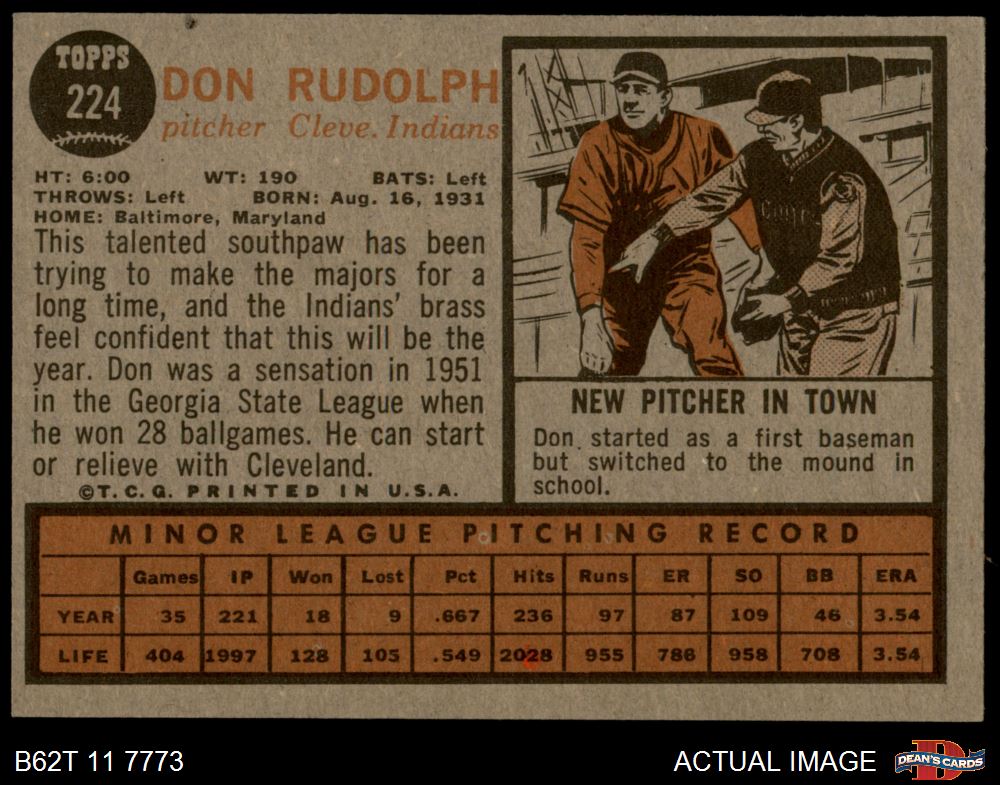 TOPPS
224
DON RUDOLPH
pitcher Cleve. Indians
HT: 6:00 WT: 190 BATS: Left
THROWS: Left BORN: Aug. 16, 1931
HOME: Baltimore, Maryland
This talented southpaw has been
trying to make the majors for a
long time, and the Indians' brass
feel confident that this will be the
year. Don was a sensation in 1951
in the Georgia State League when
he won 28 ballgames. He can start
or relieve with Cleveland.
©T.C.G. PRINTED IN U.S.A.
NEW PITCHER IN TOWN
Don started as a first baseman
but switched to the mound in
school.
MINOR LEAGUE PITCHING RECORD
Games IP Won Lost Pct Hits Runs ER SO BB ERA
YEAR 35 221 18 9 .667 236 97 87 109 46 3.54
LIFE 404 1997 128 105 .549 2028 955 786 958 708 3.54
B62T 11 7773
ACTUAL IMAGE
DEAN'S CARDS